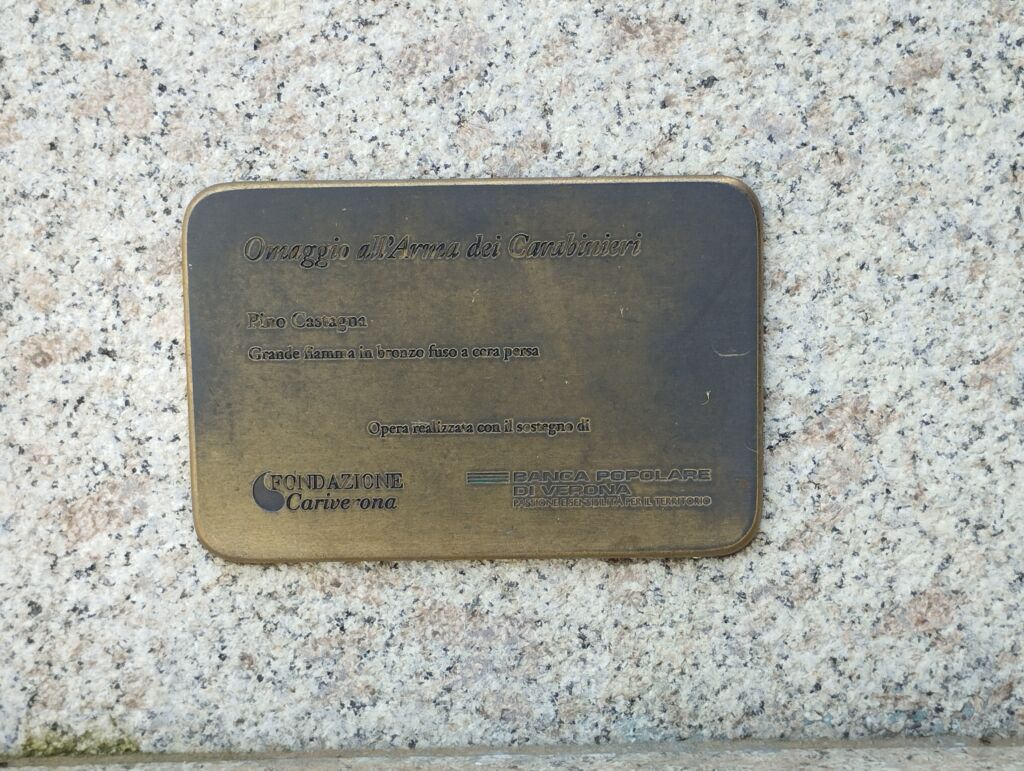 Omaggio all'Arma dei Carabinieri
Pino Castagna
Grande fiamma in bronzo fuso a cera persa
Opera realizzata con il sostegno di
FONDAZIONE
Cariverona
BANCA POPOLARE
DI VERONA
PASSIONE E SENSIBILITÀ PER IL TERRITORIO